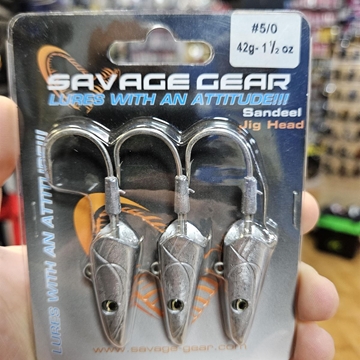 #5/0
42g- 1 1/2 oz
SAVAGE GEAR
LURES WITH AN ATTITUDE!!!
Sandeel
Jig Head
LURES WITH AN ATTITUDE!!!
www.savage-gear.com